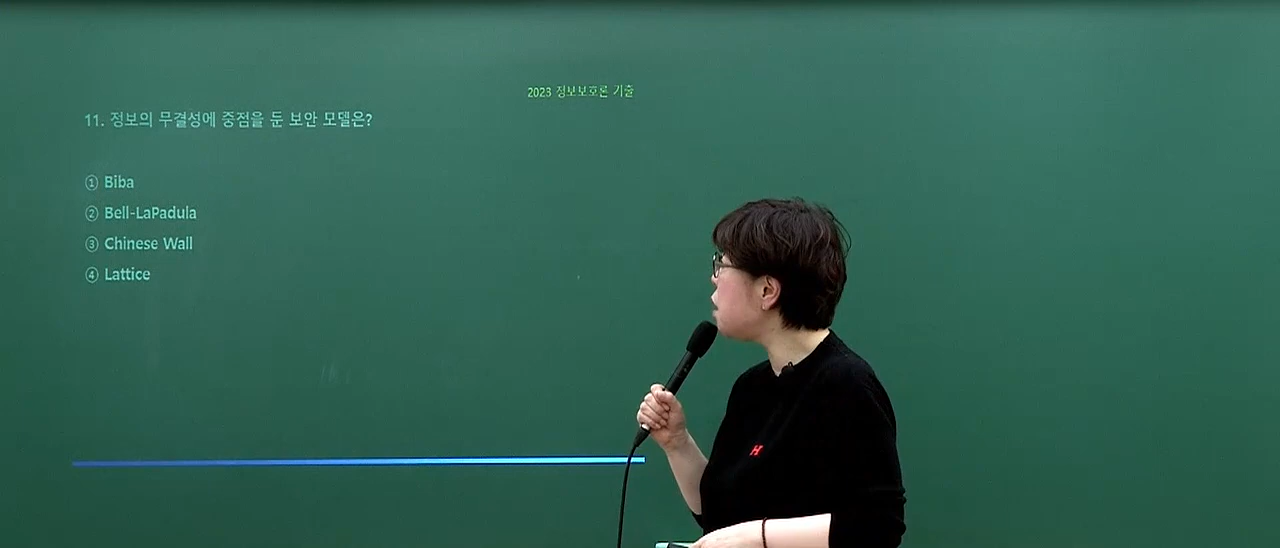 2023 정보보호론 기출
11. 정보의 무결성에 중점을 둔 보안 모델은?
① Biba
② Bell-LaPadula
③ Chinese Wall
④ Lattice
H